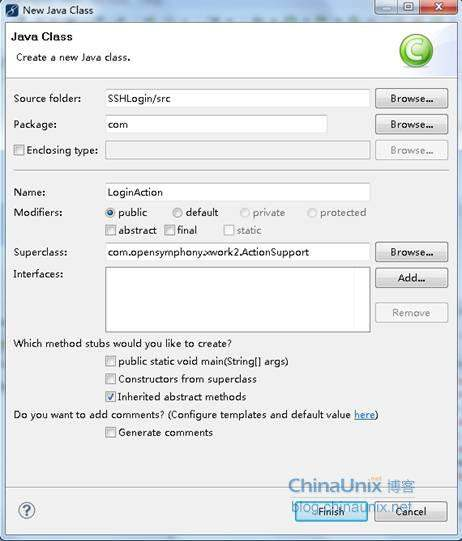 New Java Class
Java Class
Create a new Java class.
C
Source folder: SSHLogin/src Browse...
Package: com Browse...
Enclosing type: Browse...
Name: LoginAction
Modifiers: public default private protected
abstract final static
Superclass: com.opensymphony.xwork2.ActionSupport Browse...
Interfaces: Add...
Remove
Which method stubs would you like to create?
public static void main(String[] args)
Constructors from superclass
Inherited abstract methods
Do you want to add comments? (Configure templates and default value here)
Generate comments
ChinaUnix 博客
blog.chinaunix.net
? Finish Cancel